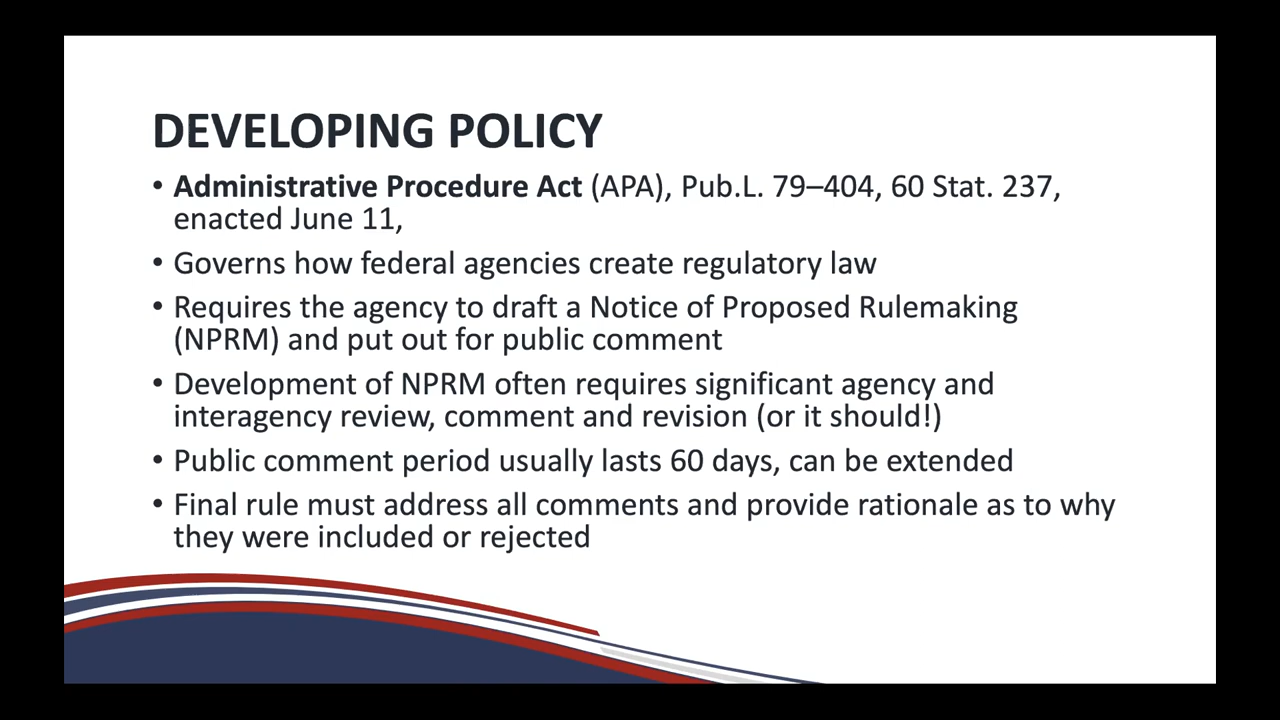 DEVELOPING POLICY
• Administrative Procedure Act (APA), Pub.L. 79–404, 60 Stat. 237,
enacted June 11,
• Governs how federal agencies create regulatory law
• Requires the agency to draft a Notice of Proposed Rulemaking
(NPRM) and put out for public comment
• Development of NPRM often requires significant agency and
interagency review, comment and revision (or it should!)
• Public comment period usually lasts 60 days, can be extended
• Final rule must address all comments and provide rationale as to why
they were included or rejected